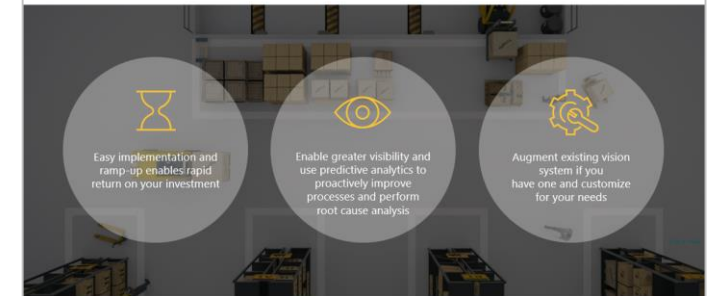 Easy implementation and
ramp-up enables rapid
return on your investment
Enable greater visibility and
use predictive analytics to
proactively improve
processes and perform
root cause analysis
Augment existing vision
system if you
have one and customize
for your needs